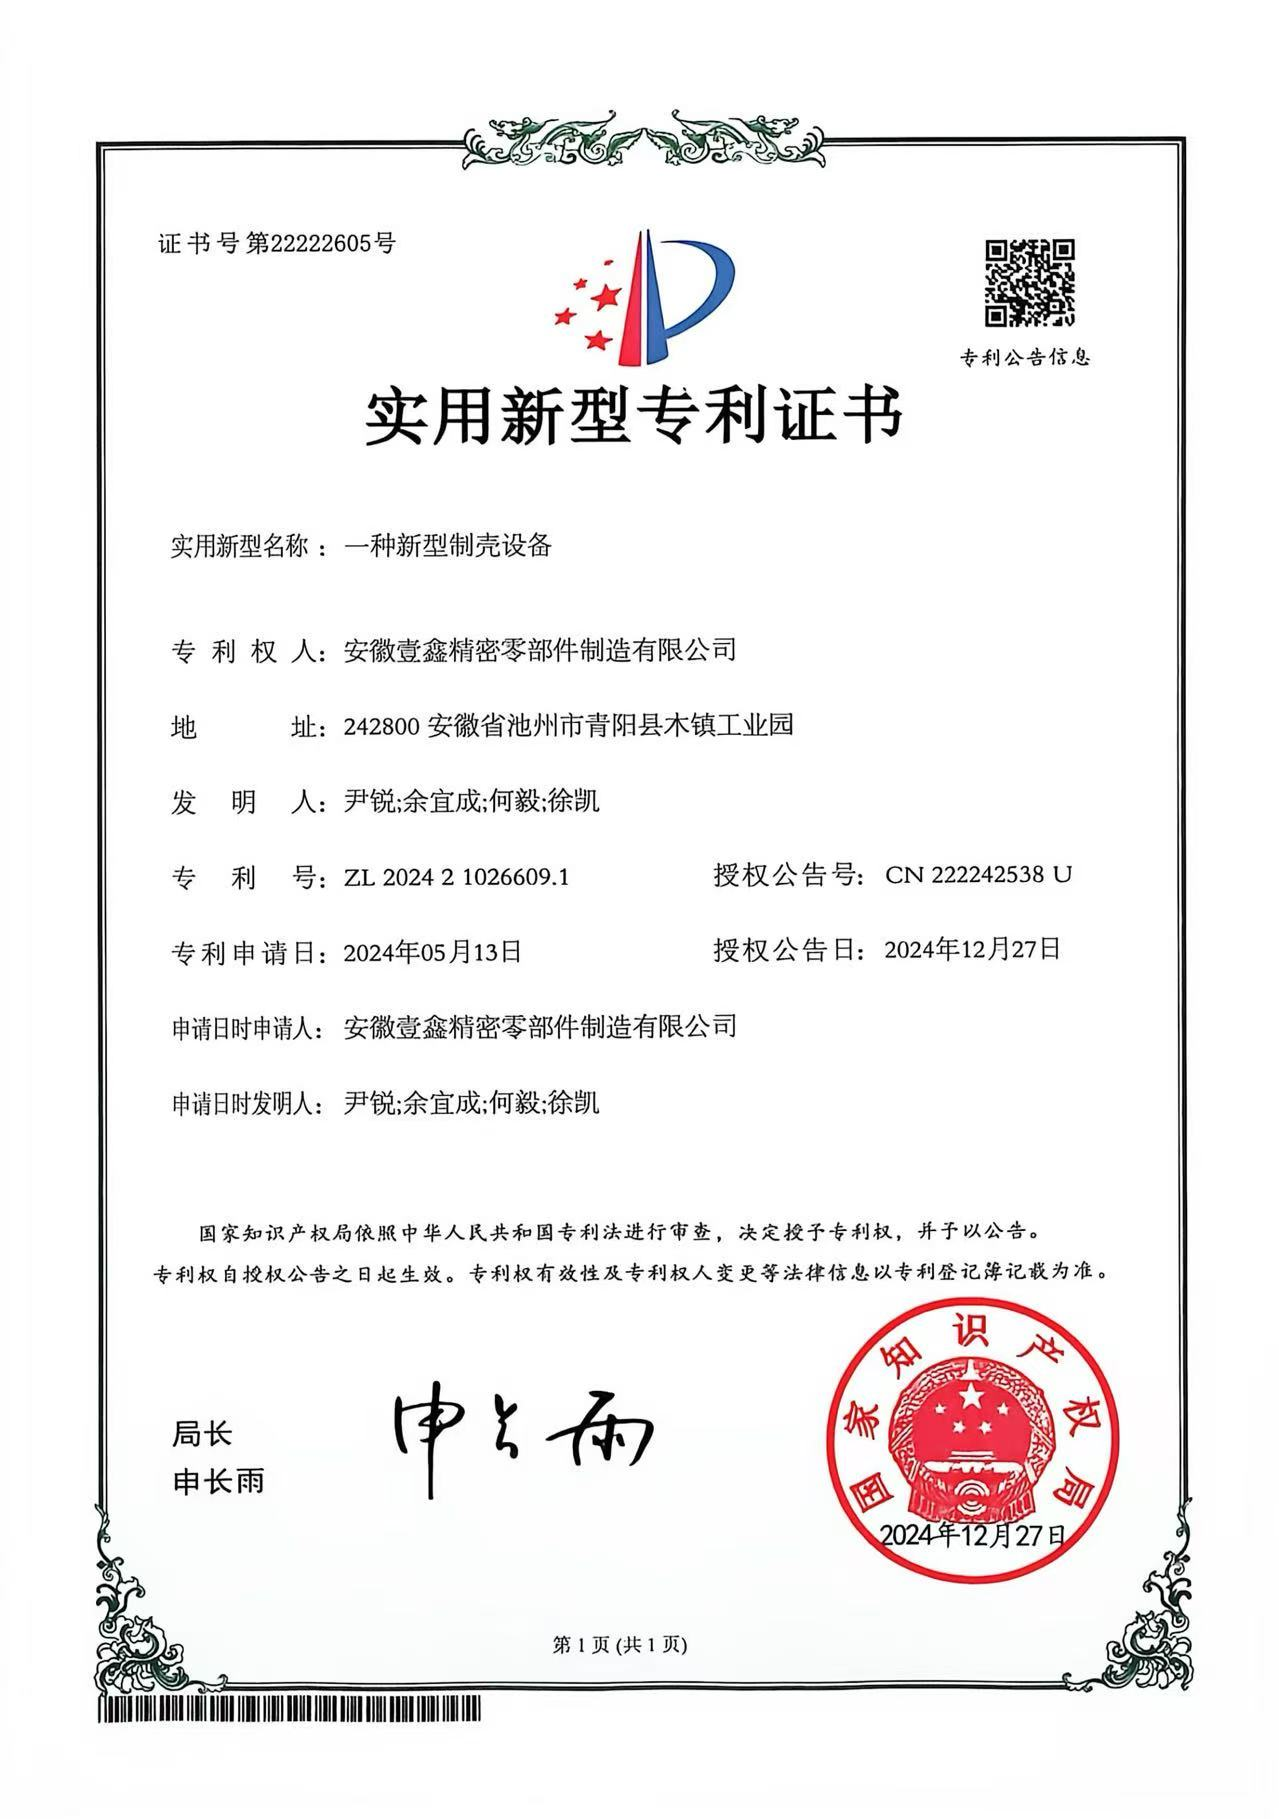 证书号第22222605号
专利公告信息
实用新型专利证书
实用新型名称：一种新型制壳设备
专利权人：安徽壹鑫精密零部件制造有限公司
地址：242800 安徽省池州市青阳县木镇工业园
发明人：尹锐;余宜成;何毅;徐凯
专利号：ZL 2024 2 1026609.1 授权公告号：CN 222242538 U
专利申请日：2024年05月13日 授权公告日：2024年12月27日
申请日时申请人：安徽壹鑫精密零部件制造有限公司
申请日时发明人：尹锐;余宜成;何毅;徐凯
国家知识产权局依照中华人民共和国专利法进行审查，决定授予专利权，并予以公告。
专利权自授权公告之日起生效。专利权有效性及专利权人变更等法律信息以专利登记簿记载为准。
局长
申长雨
申长雨
国家知识产权局
2024年12月27日
第 1 页 (共 1 页)